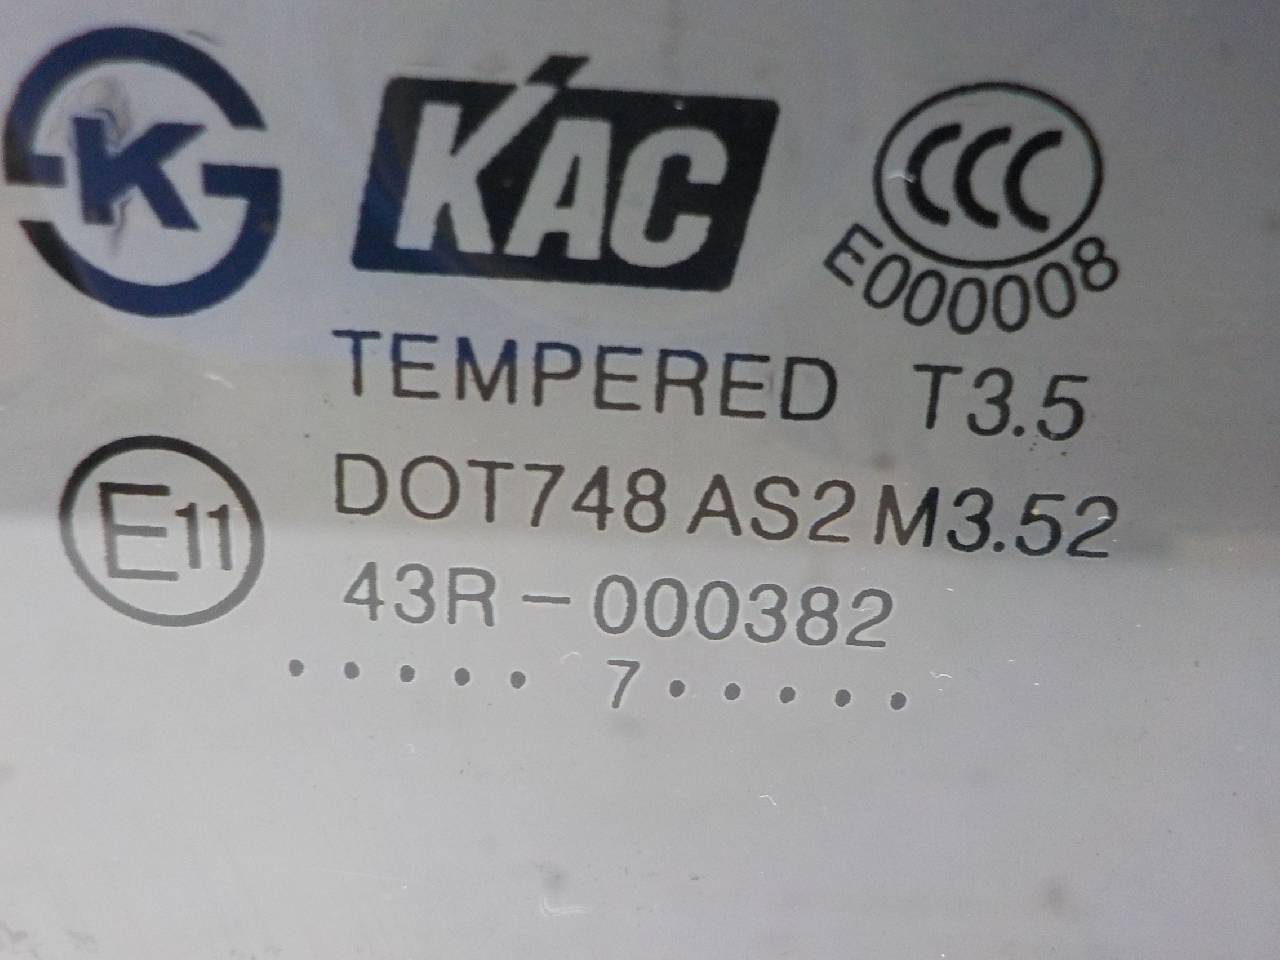 K KAC CCC
E000008
TEMPERED T3.5
E11 DOT748 AS2 M3.52
43R-000382
. . . . . 7 . . . . .